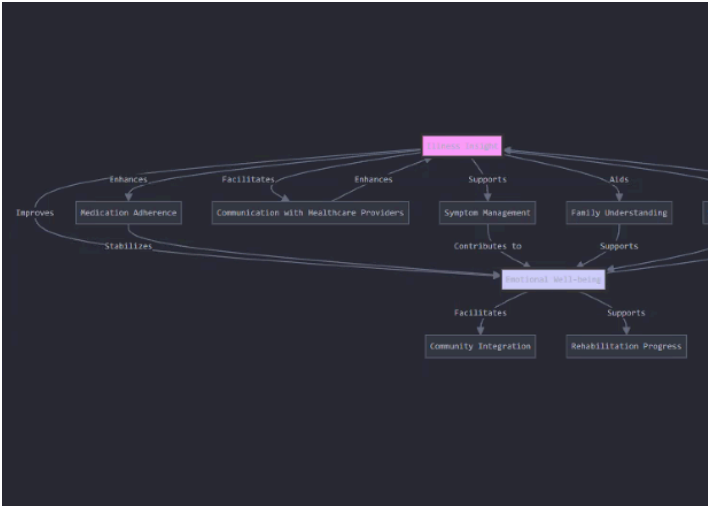 Illness Insight
Enhances
Facilitates
Enhances
Supports
Aids
Improves
Medication Adherence
Communication with Healthcare Providers
Symptom Management
Family Understanding
Stabilizes
Contributes to
Supports
Emotional Well-being
Facilitates
Supports
Community Integration
Rehabilitation Progress